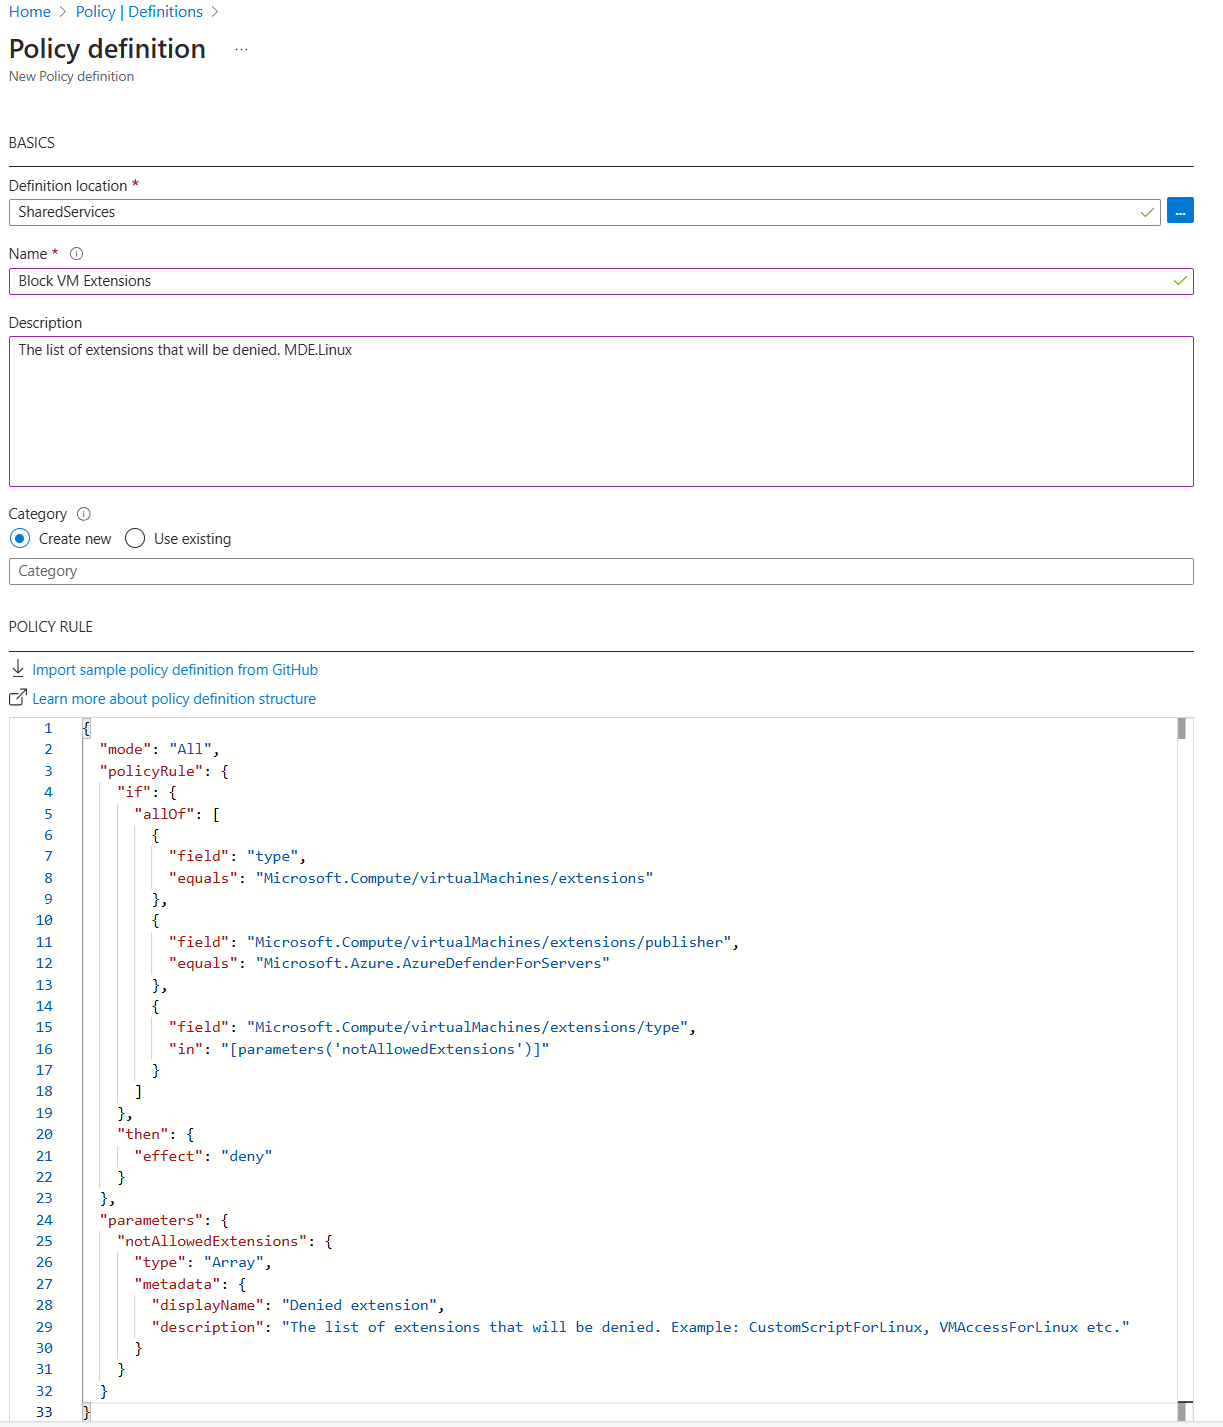 Home > Policy | Definitions >
Policy definition ...
New Policy definition
BASICS
Definition location *
SharedServices
...
Name *
Block VM Extensions
Description
The list of extensions that will be denied. MDE.Linux
Category
Create new Use existing
Category
POLICY RULE
Import sample policy definition from GitHub
Learn more about policy definition structure
1 {
2 "mode": "All",
3 "policyRule": {
4 "if": {
5 "allOf": [
6 {
7 "field": "type",
8 "equals": "Microsoft.Compute/virtualMachines/extensions"
9 },
10 {
11 "field": "Microsoft.Compute/virtualMachines/extensions/publisher",
12 "equals": "Microsoft.Azure.AzureDefenderForServers"
13 },
14 {
15 "field": "Microsoft.Compute/virtualMachines/extensions/type",
16 "in": "[parameters('notAllowedExtensions')]"
17 }
18 ]
19 },
20 "then": {
21 "effect": "deny"
22 }
23 },
24 "parameters": {
25 "notAllowedExtensions": {
26 "type": "Array",
27 "metadata": {
28 "displayName": "Denied extension",
29 "description": "The list of extensions that will be denied. Example: CustomScriptForLinux, VMAccessForLinux etc."
30 }
31 }
32 }
33 }